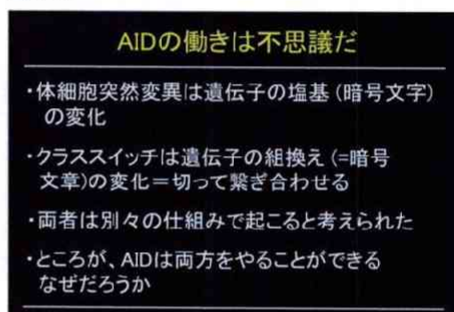 AIDの働きは不思議だ
・体細胞突然変異は遺伝子の塩基(暗号文字)
の変化
・クラススイッチは遺伝子の組換え(=暗号
文章)の変化=切って繋ぎ合わせる
・両者は別々の仕組みで起こると考えられた
・ところが、AIDは両方をやることができる
なぜだろうか